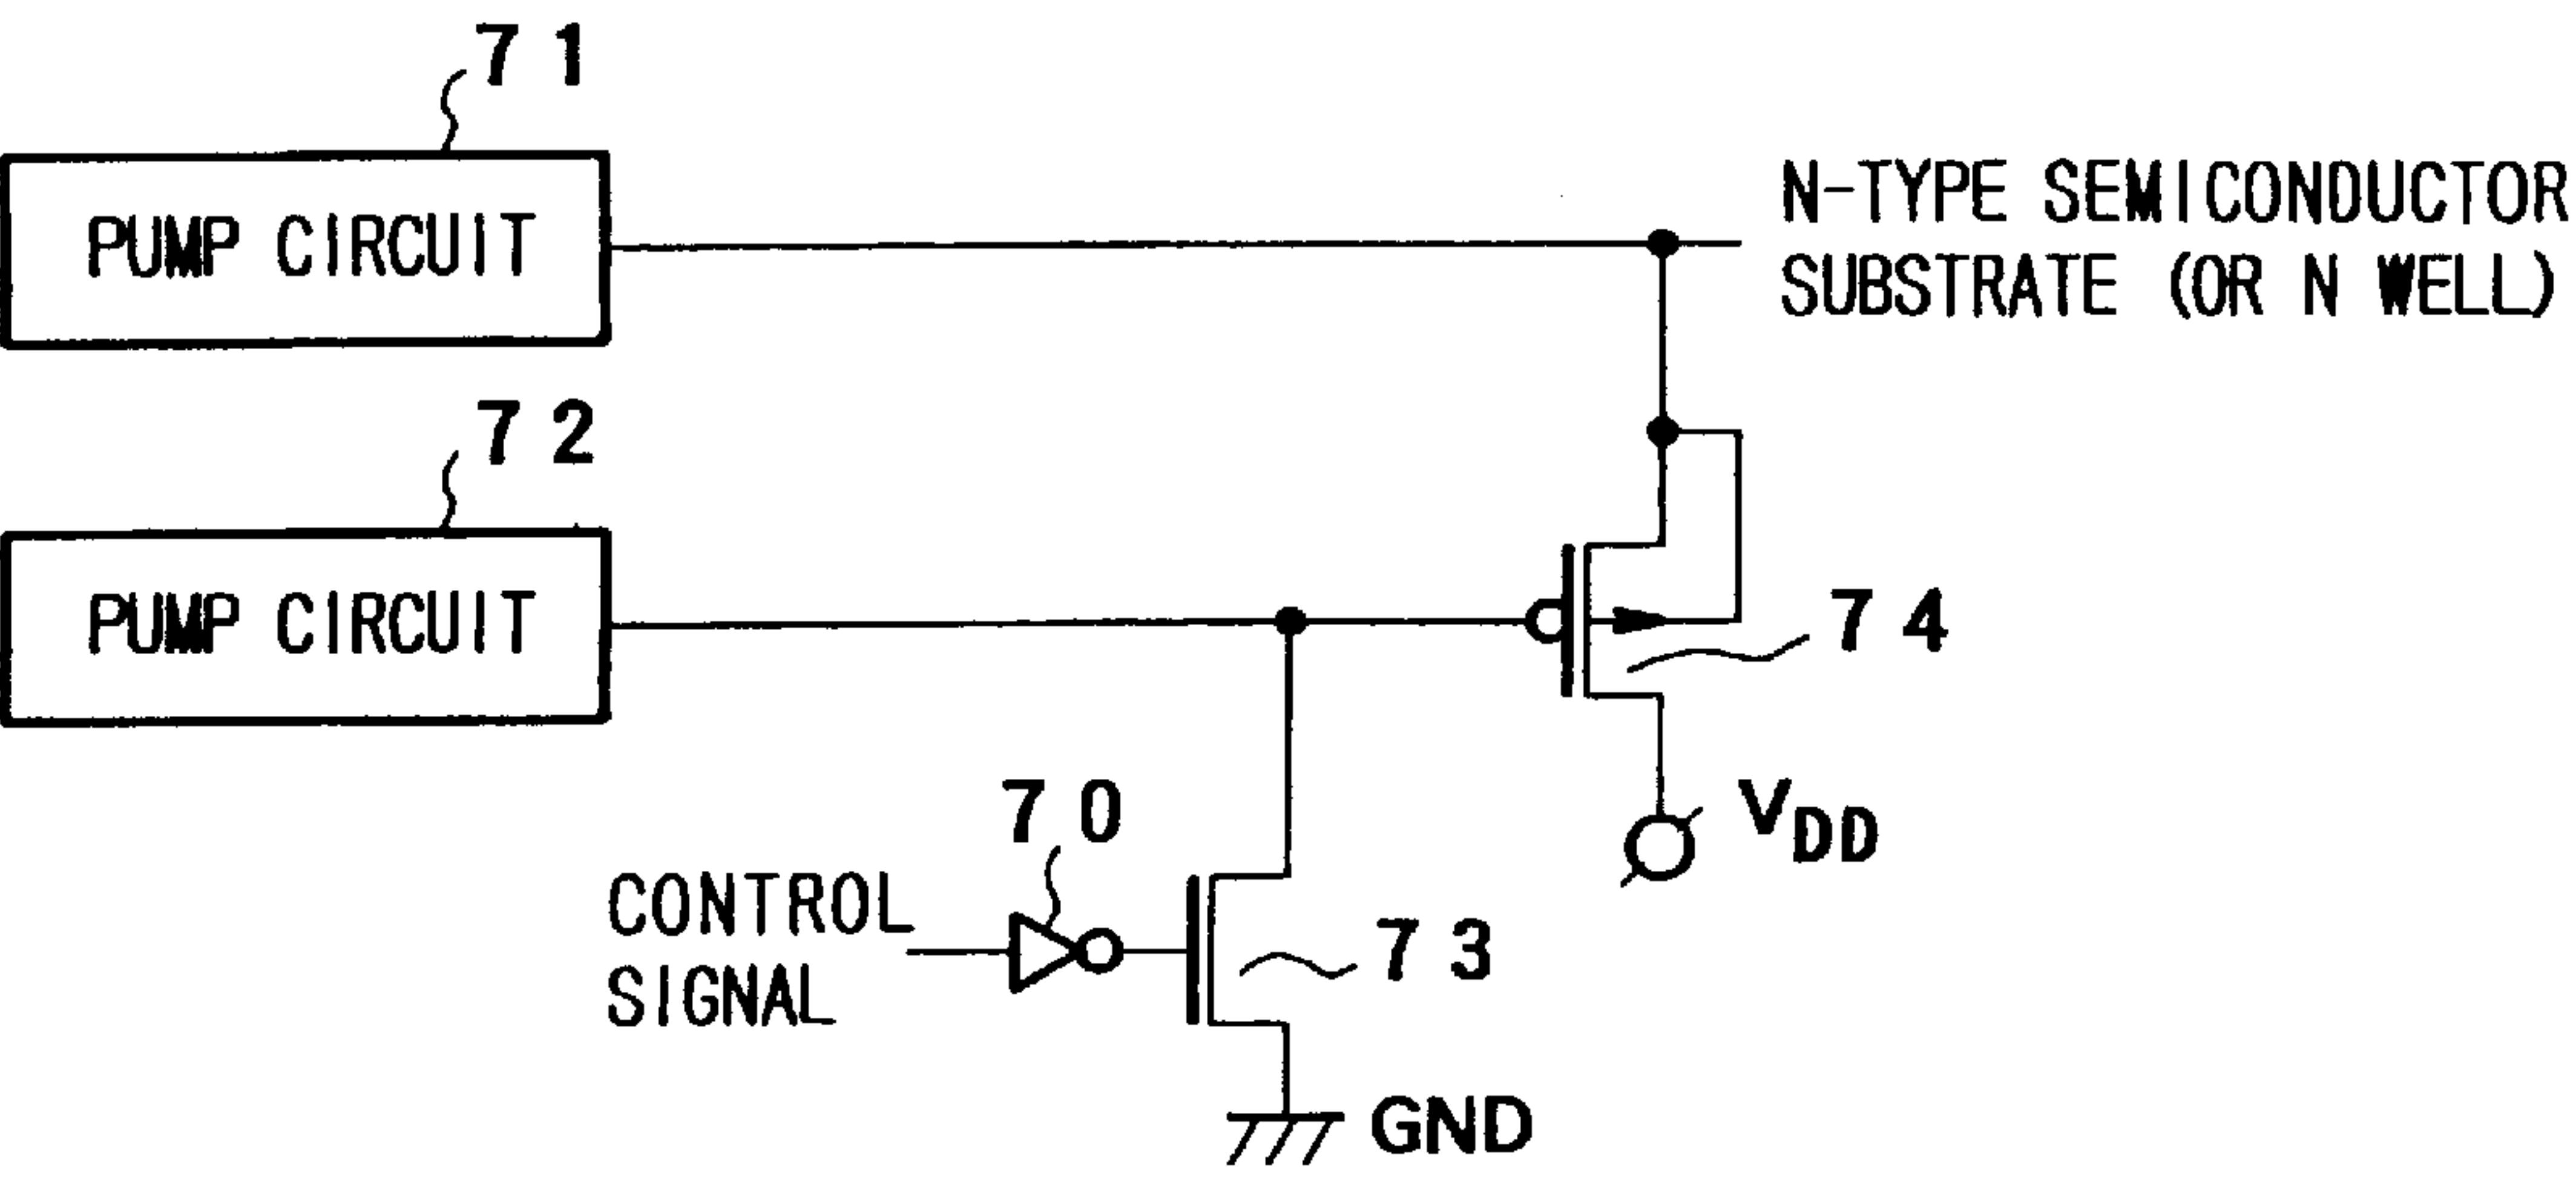 71
PUMP CIRCUIT
N-TYPE SEMICONDUCTOR
SUBSTRATE (OR N WELL)
72
PUMP CIRCUIT
74
70
VDD
CONTROL
SIGNAL
73
GND